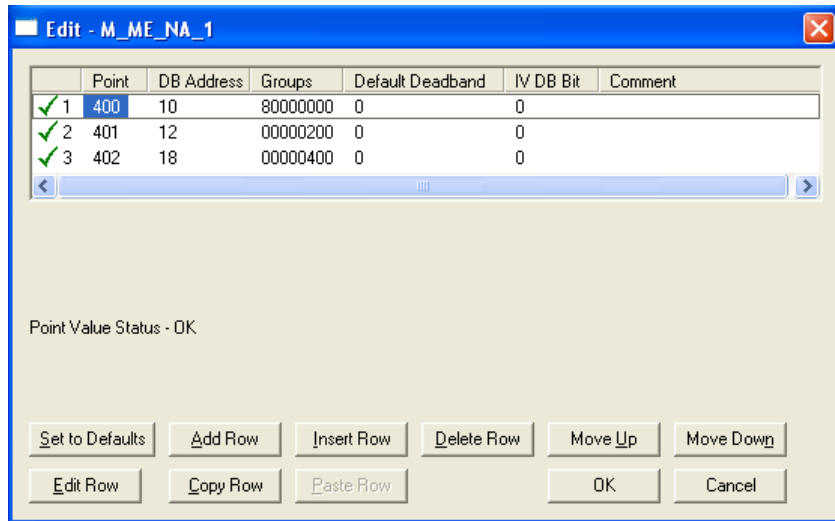 Edit - M_ME_NA_1
Point DB Address Groups Default Deadband IV DB Bit Comment
1 400 10 80000000 0 0
2 401 12 00000200 0 0
3 402 18 00000400 0 0
Point Value Status - OK
Set to Defaults Add Row Insert Row Delete Row Move Up Move Down
Edit Row Copy Row Paste Row OK Cancel